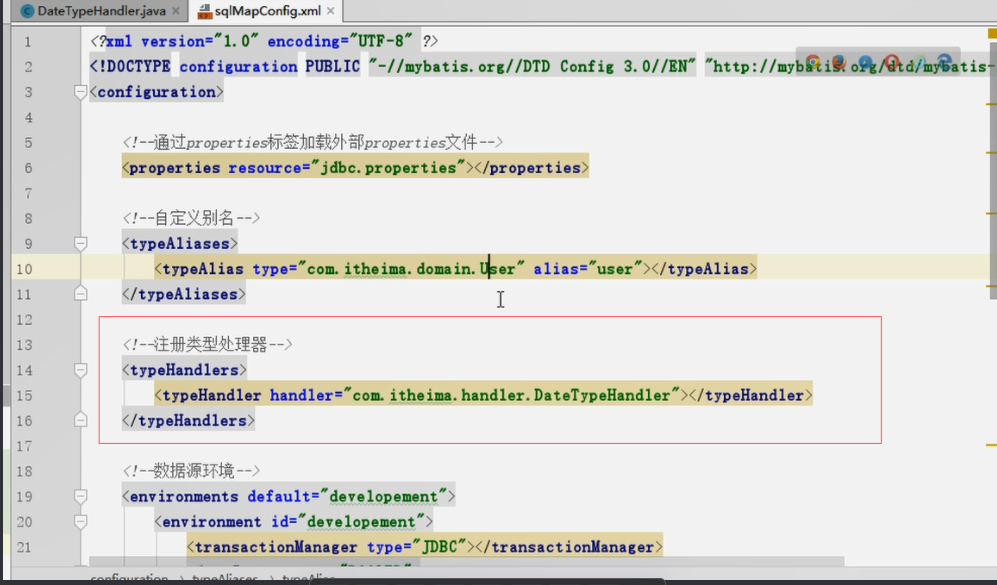 DateTypeHandler.java × sqlMapConfig.xml ×
1 <?xml version="1.0" encoding="UTF-8" ?>
2 <!DOCTYPE configuration PUBLIC "-//mybatis.org//DTD Config 3.0//EN" "http://mybatis.org/dtd/mybatis-
3 <configuration>
4
5 <!--通过properties标签加载外部properties文件-->
6 <properties resource="jdbc.properties"></properties>
7
8 <!--自定义别名-->
9 <typeAliases>
10 <typeAlias type="com.itheima.domain.User" alias="user"></typeAlias>
11 </typeAliases>
12
13 <!--注册类型处理器-->
14 <typeHandlers>
15 <typeHandler handler="com.itheima.handler.DateTypeHandler"></typeHandler>
16 </typeHandlers>
17
18 <!--数据源环境-->
19 <environments default="developement">
20 <environment id="developement">
21 <transactionManager type="JDBC"></transactionManager>
configuration › typeAliases ›